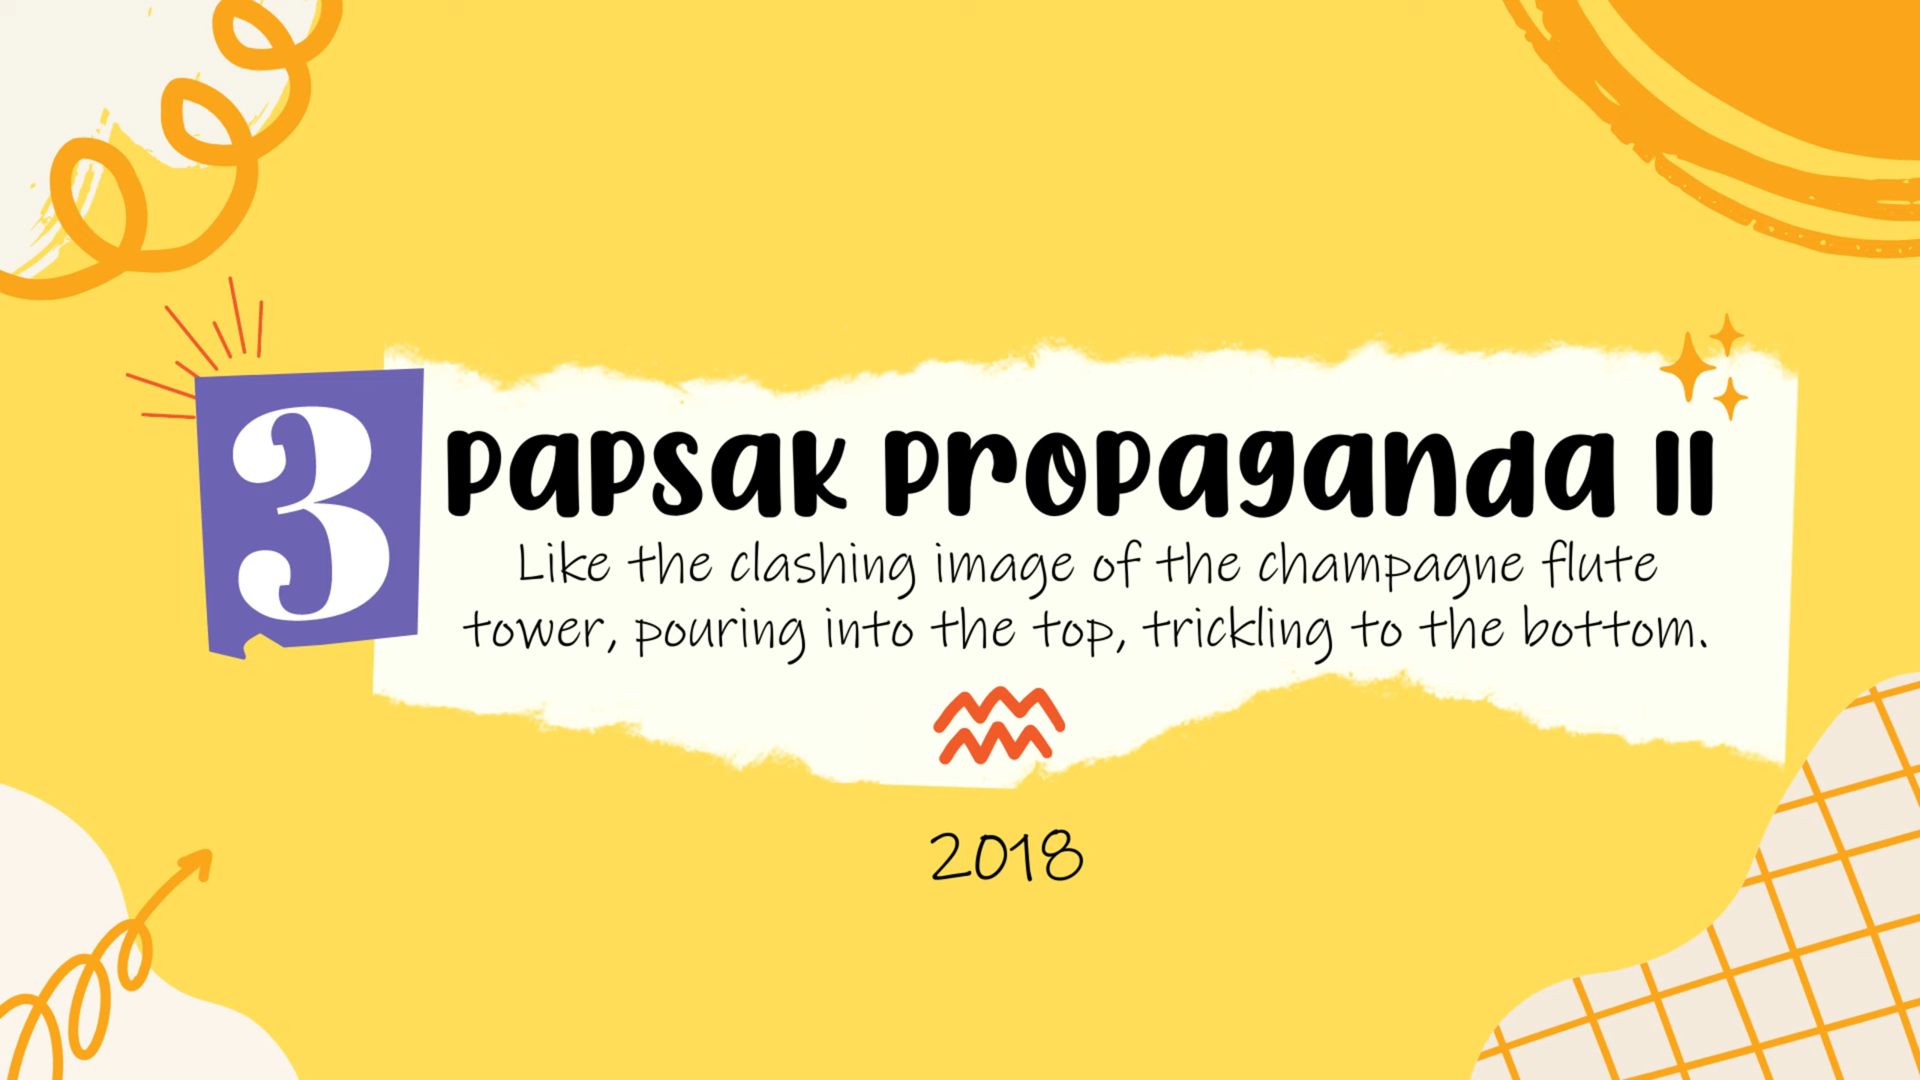 3
Papsak Propaganda II
Like the clashing image of the champagne flute
tower, pouring into the top, trickling to the bottom.
2018